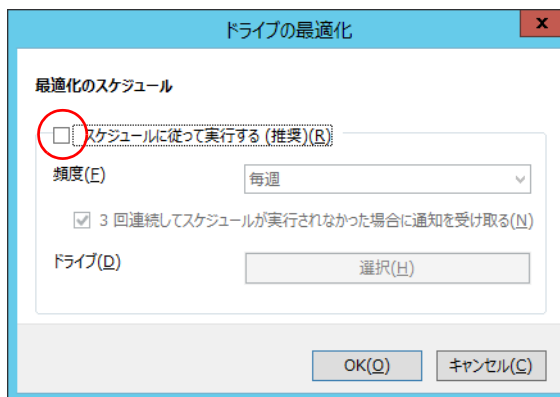 ドライブの最適化
x
最適化のスケジュール
スケジュールに従って実行する (推奨)(R)
頻度(F)
毎週
3 回連続してスケジュールが実行されなかった場合に通知を受け取る(N)
ドライブ(D)
選択(H)
OK(O)
キャンセル(C)